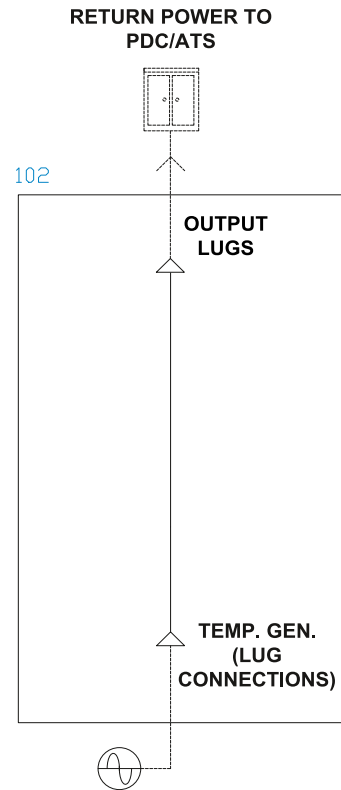 RETURN POWER TO
PDC/ATS
102
OUTPUT
LUGS
TEMP. GEN.
(LUG
CONNECTIONS)